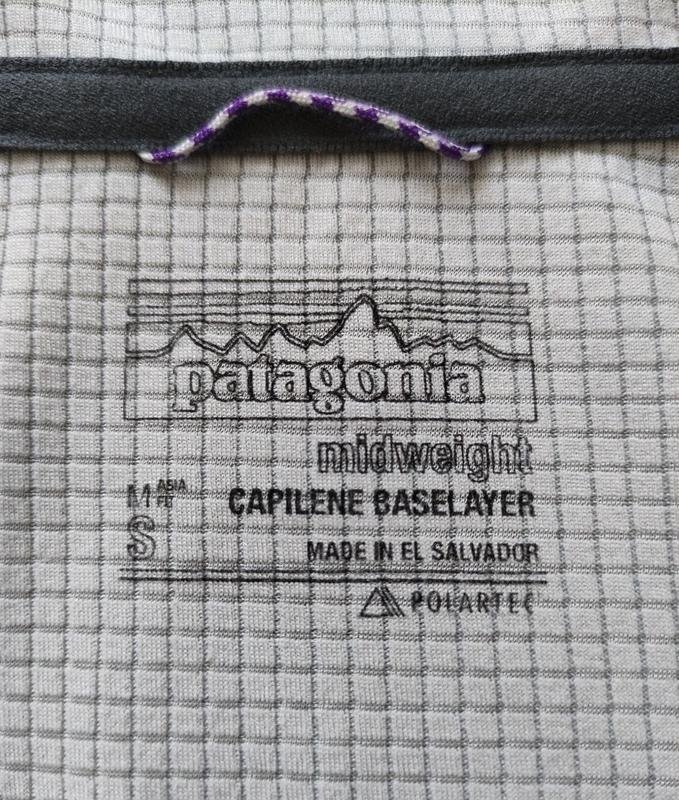 patagonia
midweight
M ASIA FIT
S
CAPILENE BASELAYER
MADE IN EL SALVADOR
POLARTEC